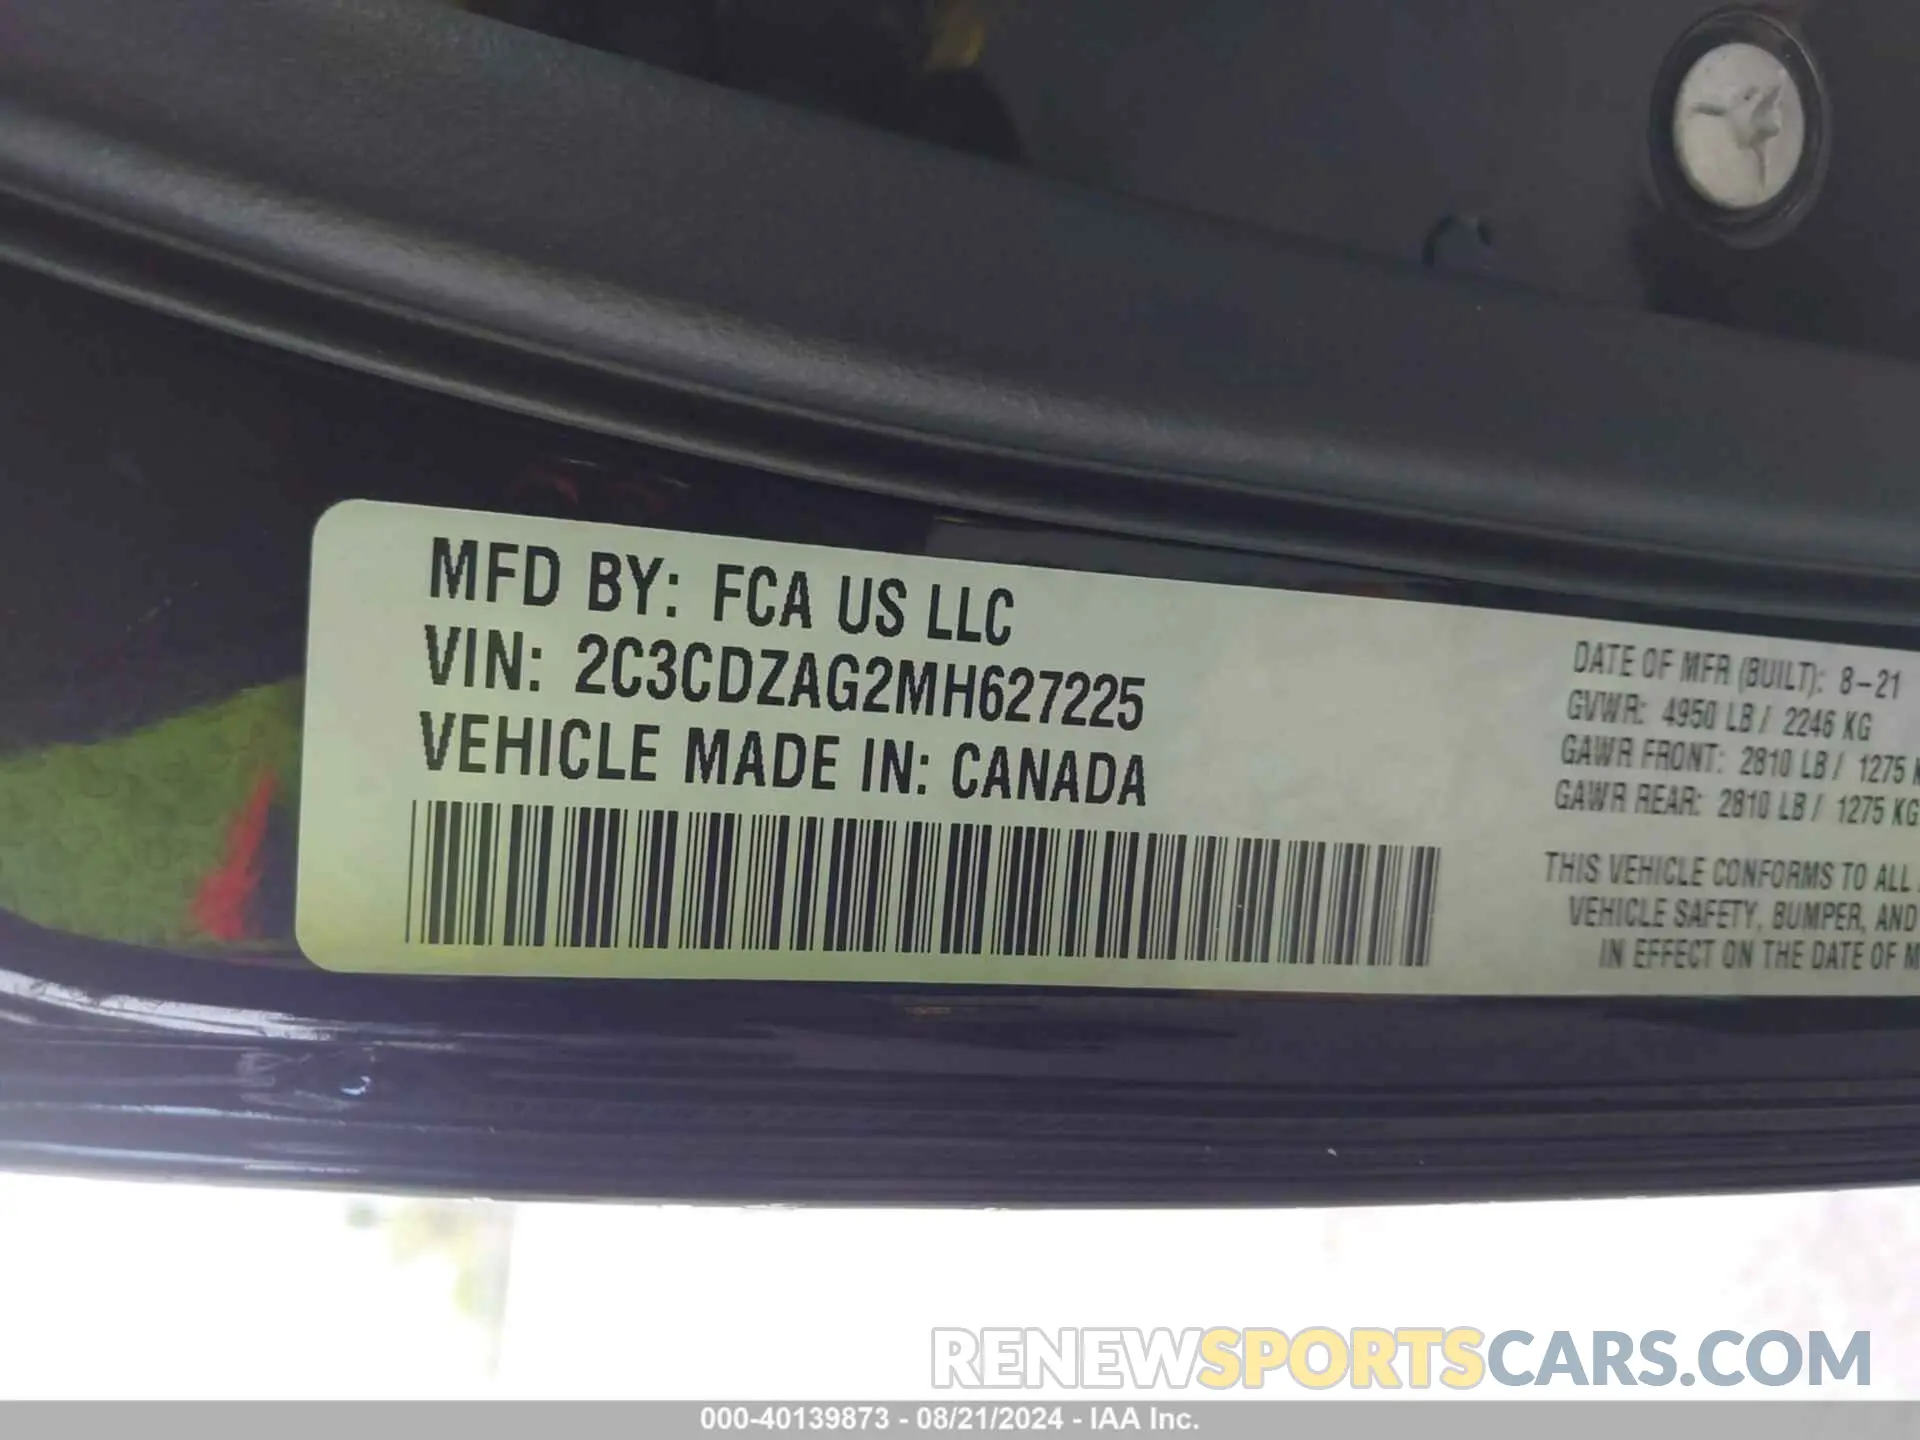 MFD BY: FCA US LLC
VIN: 2C3CDZAG2MH627225
VEHICLE MADE IN: CANADA
DATE OF MFR (BUILT): 8-21
GVWR: 4950 LB / 2246 KG
GAWR FRONT: 2810 LB / 1275 K
GAWR REAR: 2810 LB / 1275 KG
THIS VEHICLE CONFORMS TO ALL
VEHICLE SAFETY, BUMPER, AND
IN EFFECT ON THE DATE OF M
RENEWSPORTSCARS.COM
000-40139873 - 08/21/2024 - IAA Inc.